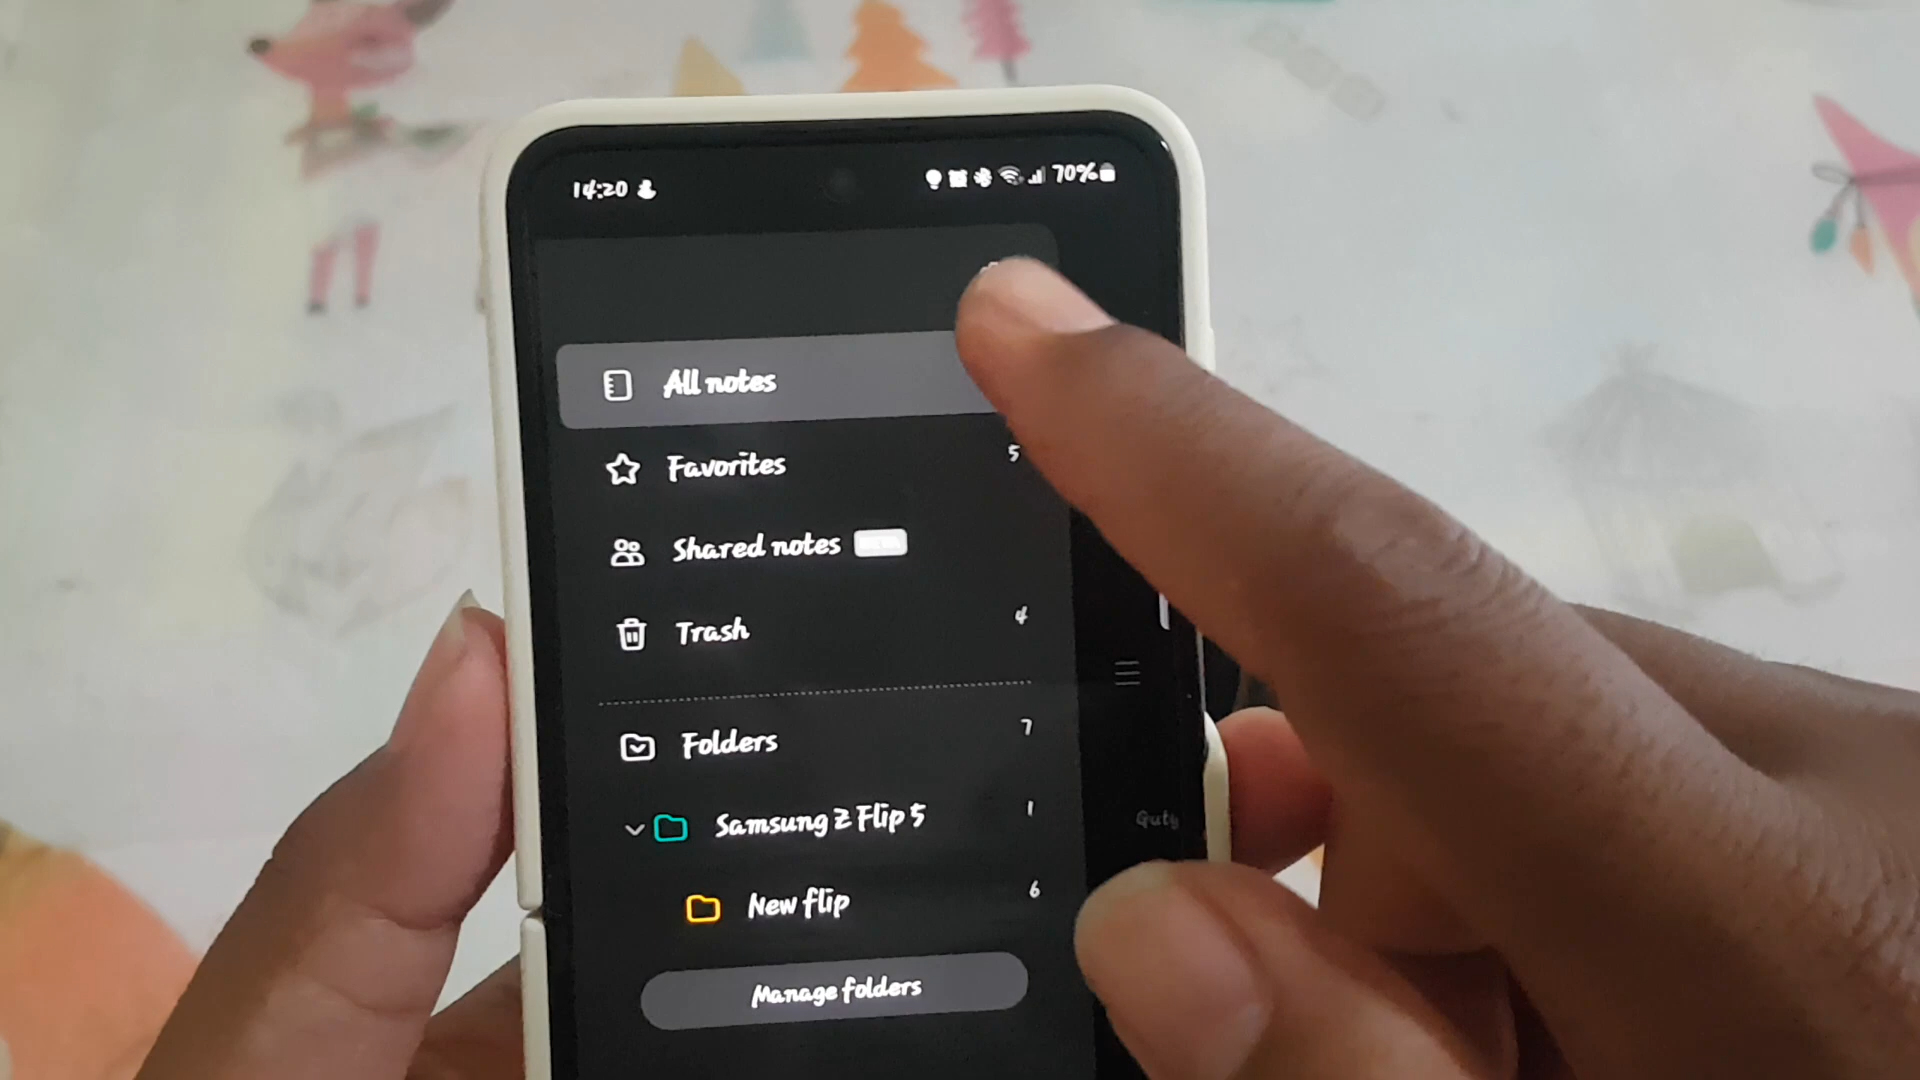 14:20 70%
All notes
Favorites 5
Shared notes
Trash 4
Folders 7
Samsung Z Flip 5 1
New flip 6
Manage folders